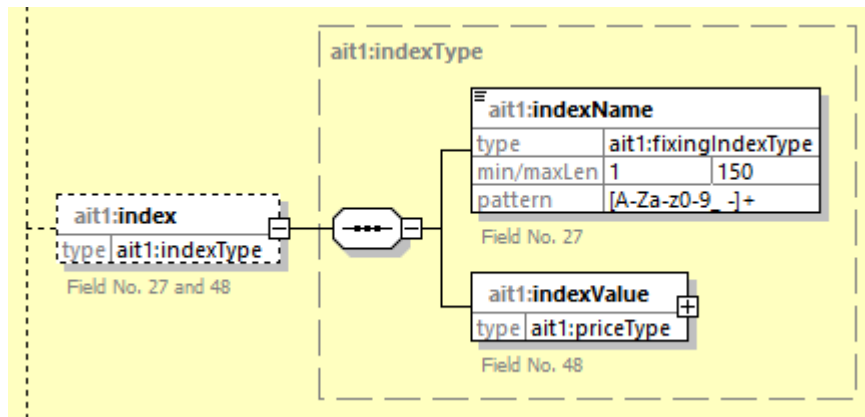 ait1:indexType
ait1:indexName
type ait1:fixingIndexType
min/maxLen 1 150
pattern [A-Za-z0-9_ -]+
Field No. 27
ait1:index
type ait1:indexType
Field No. 27 and 48
ait1:indexValue
type ait1:priceType
Field No. 48